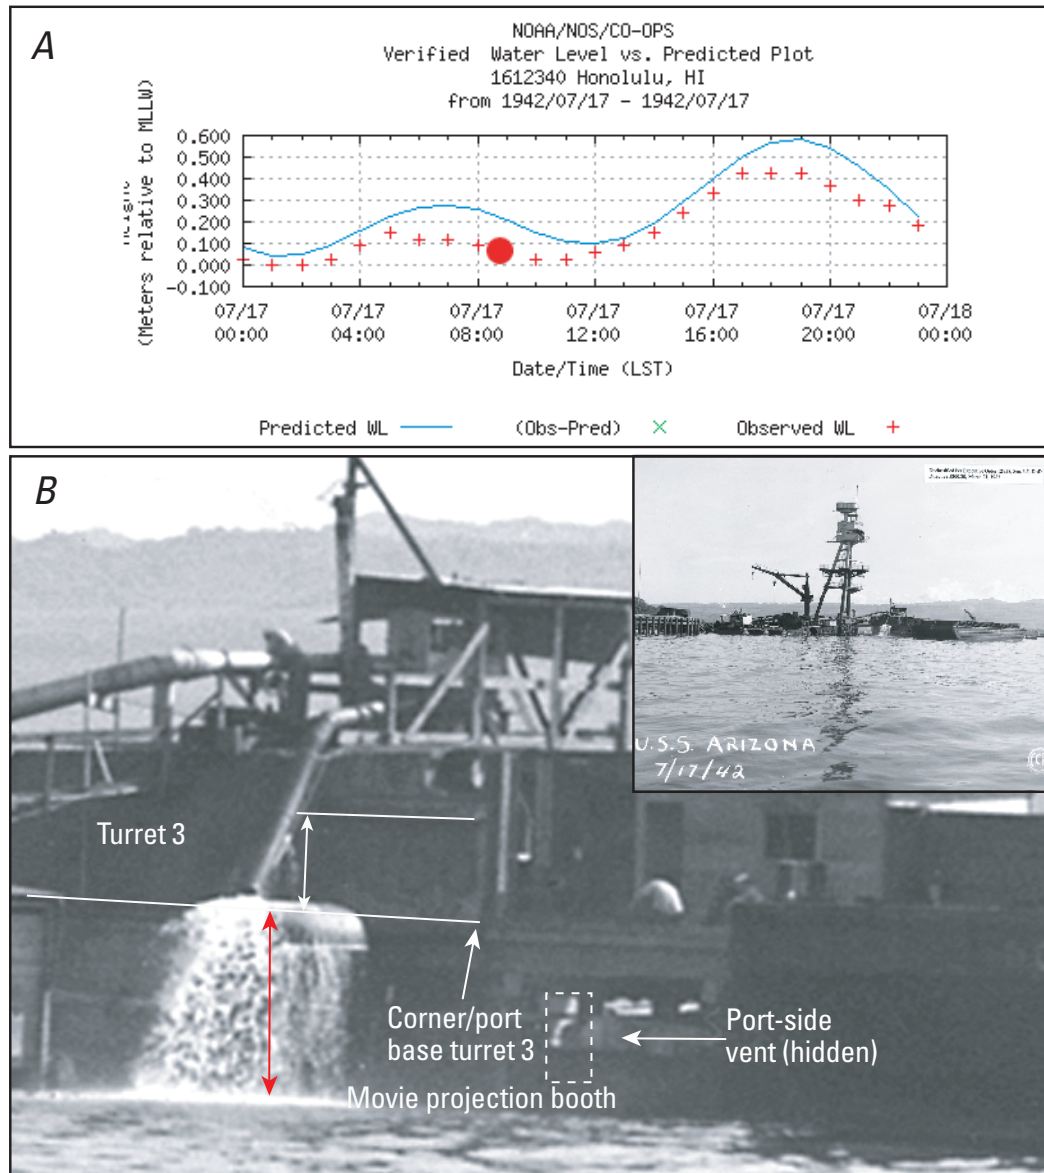 A
NOAA/NOS/CO-OPS
Verified Water Level vs. Predicted Plot
1612340 Honolulu, HI
from 1942/07/17 - 1942/07/17
(Meters relative to MLLW)
0.600
0.500
0.400
0.300
0.200
0.100
0.000
-0.100
07/17 07/17 07/17 07/17 07/17 07/17 07/18
00:00 04:00 08:00 12:00 16:00 20:00 00:00
Date/Time (LST)
Predicted WL (Obs-Pred) Observed WL
B
U.S.S. ARIZONA
7/17/42
Turret 3
Corner/port
base turret 3
Port-side
vent (hidden)
Movie projection booth